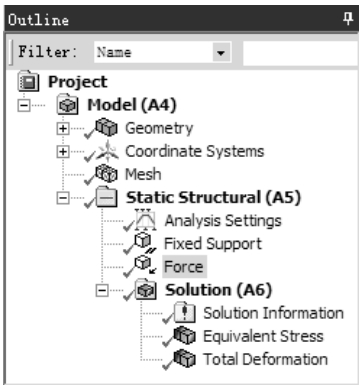 Outline
Filter: Name
Project
Model (A4)
Geometry
Coordinate Systems
Mesh
Static Structural (A5)
Analysis Settings
Fixed Support
Force
Solution (A6)
Solution Information
Equivalent Stress
Total Deformation